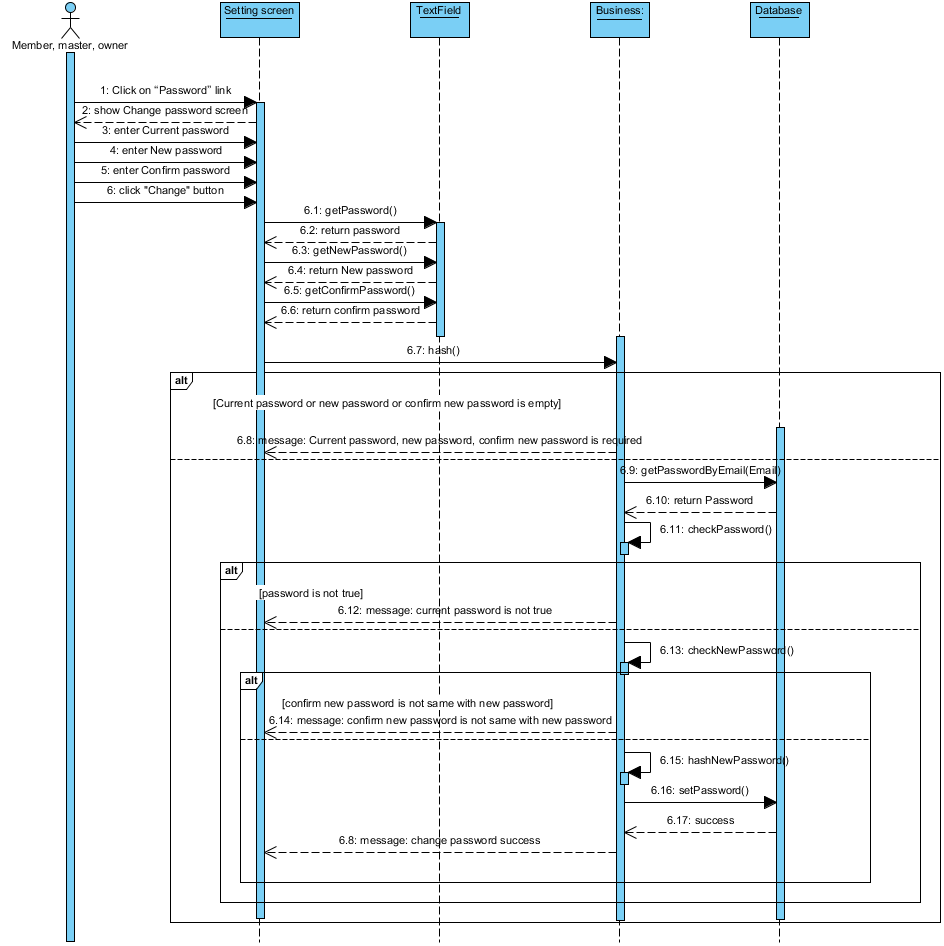 Setting screen
TextField
Business:
Database
Member, master, owner
1: Click on “Password” link
2: show Change password screen
3: enter Current password
4: enter New password
5: enter Confirm password
6: click "Change" button
6.1: getPassword()
6.2: return password
6.3: getNewPassword()
6.4: return New password
6.5: getConfirmPassword()
6.6: return confirm password
6.7: hash()
alt
[Current password or new password or confirm new password is empty]
6.8: message: Current password, new password, confirm new password is required
6.9: getPasswordByEmail(Email)
6.10: return Password
6.11: checkPassword()
alt
[password is not true]
6.12: message: current password is not true
6.13: checkNewPassword()
alt
[confirm new password is not same with new password]
6.14: message: confirm new password is not same with new password
6.15: hashNewPassword()
6.16: setPassword()
6.17: success
6.8: message: change password success